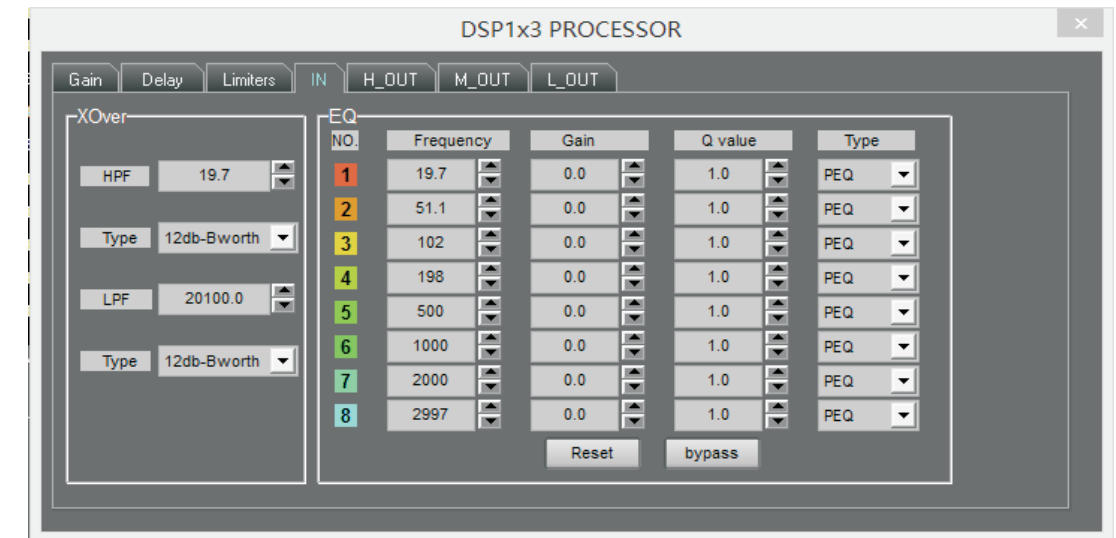 DSP1x3 PROCESSOR
Gain Delay Limiters IN H_OUT M_OUT L_OUT
XOver
HPF 19.7
Type 12db-Bworth
LPF 20100.0
Type 12db-Bworth
EQ
NO. Frequency Gain Q value Type
1 19.7 0.0 1.0 PEQ
2 51.1 0.0 1.0 PEQ
3 102 0.0 1.0 PEQ
4 198 0.0 1.0 PEQ
5 500 0.0 1.0 PEQ
6 1000 0.0 1.0 PEQ
7 2000 0.0 1.0 PEQ
8 2997 0.0 1.0 PEQ
Reset bypass